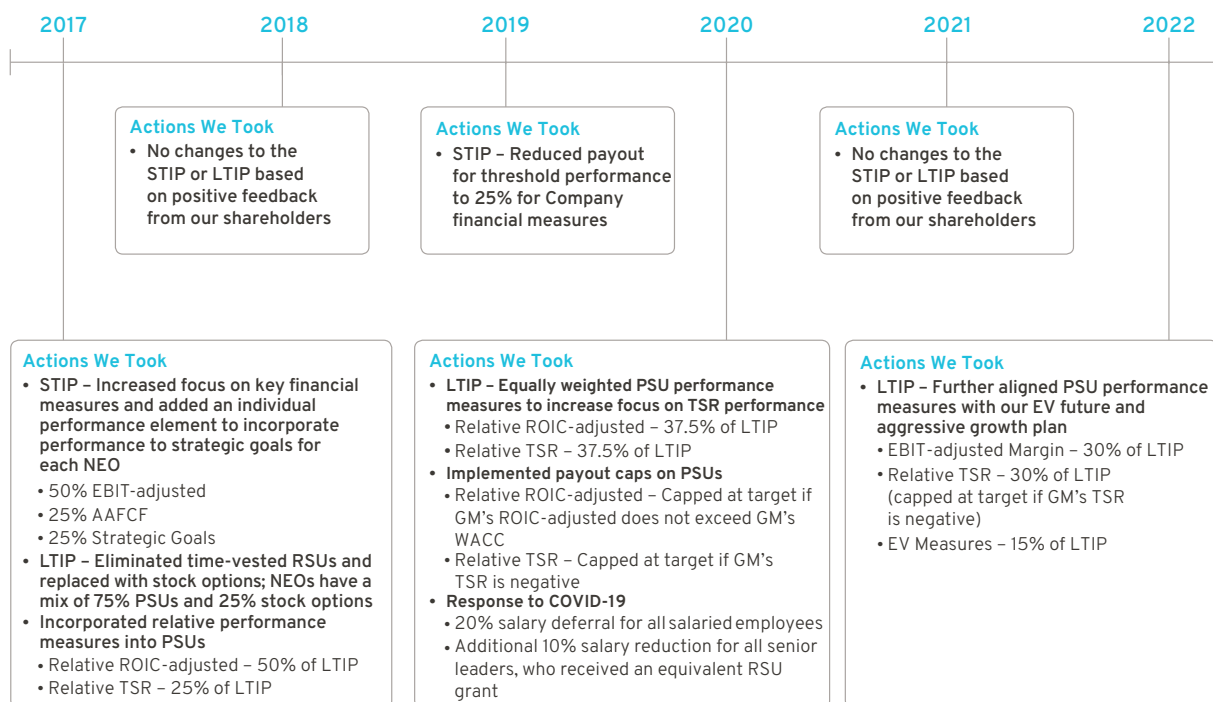 2017
2018
2019
2020
2021
2022
Actions We Took
• No changes to the
STIP or LTIP based
on positive feedback
from our shareholders
Actions We Took
• STIP – Reduced payout
for threshold performance
to 25% for Company
financial measures
Actions We Took
• No changes to the
STIP or LTIP based
on positive feedback
from our shareholders
Actions We Took
• STIP – Increased focus on key financial
measures and added an individual
performance element to incorporate
performance to strategic goals for
each NEO
• 50% EBIT-adjusted
• 25% AAFCF
• 25% Strategic Goals
• LTIP – Eliminated time-vested RSUs and
replaced with stock options; NEOs have a
mix of 75% PSUs and 25% stock options
• Incorporated relative performance
measures into PSUs
• Relative ROIC-adjusted – 50% of LTIP
• Relative TSR – 25% of LTIP
Actions We Took
• LTIP – Equally weighted PSU performance
measures to increase focus on TSR performance
• Relative ROIC-adjusted – 37.5% of LTIP
• Relative TSR – 37.5% of LTIP
• Implemented payout caps on PSUs
• Relative ROIC-adjusted – Capped at target if
GM's ROIC-adjusted does not exceed GM's
WACC
• Relative TSR – Capped at target if GM's
TSR is negative
• Response to COVID-19
• 20% salary deferral for all salaried employees
• Additional 10% salary reduction for all senior
leaders, who received an equivalent RSU
grant
Actions We Took
• LTIP – Further aligned PSU performance
measures with our EV future and
aggressive growth plan
• EBIT-adjusted Margin – 30% of LTIP
• Relative TSR – 30% of LTIP
(capped at target if GM's TSR
is negative)
• EV Measures – 15% of LTIP